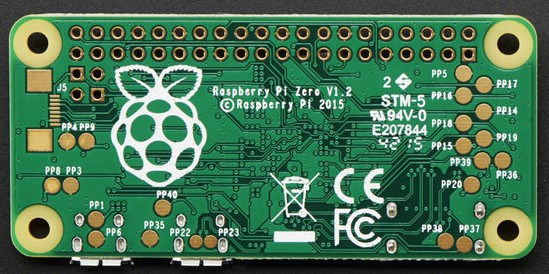 Raspberry Pi Zero V1.2
©Raspberry Pi 2015
J5
2
STM-5
94V-0
E207844
4215
PP5
PP17
PP16
PP14
PP18
PP19
PP15
PP39
PP36
PP20
PP4 PP9
PP8 PP3
PP40
PP1
PP6
PP35
PP22
PP23
PP38
PP37
CE
FC